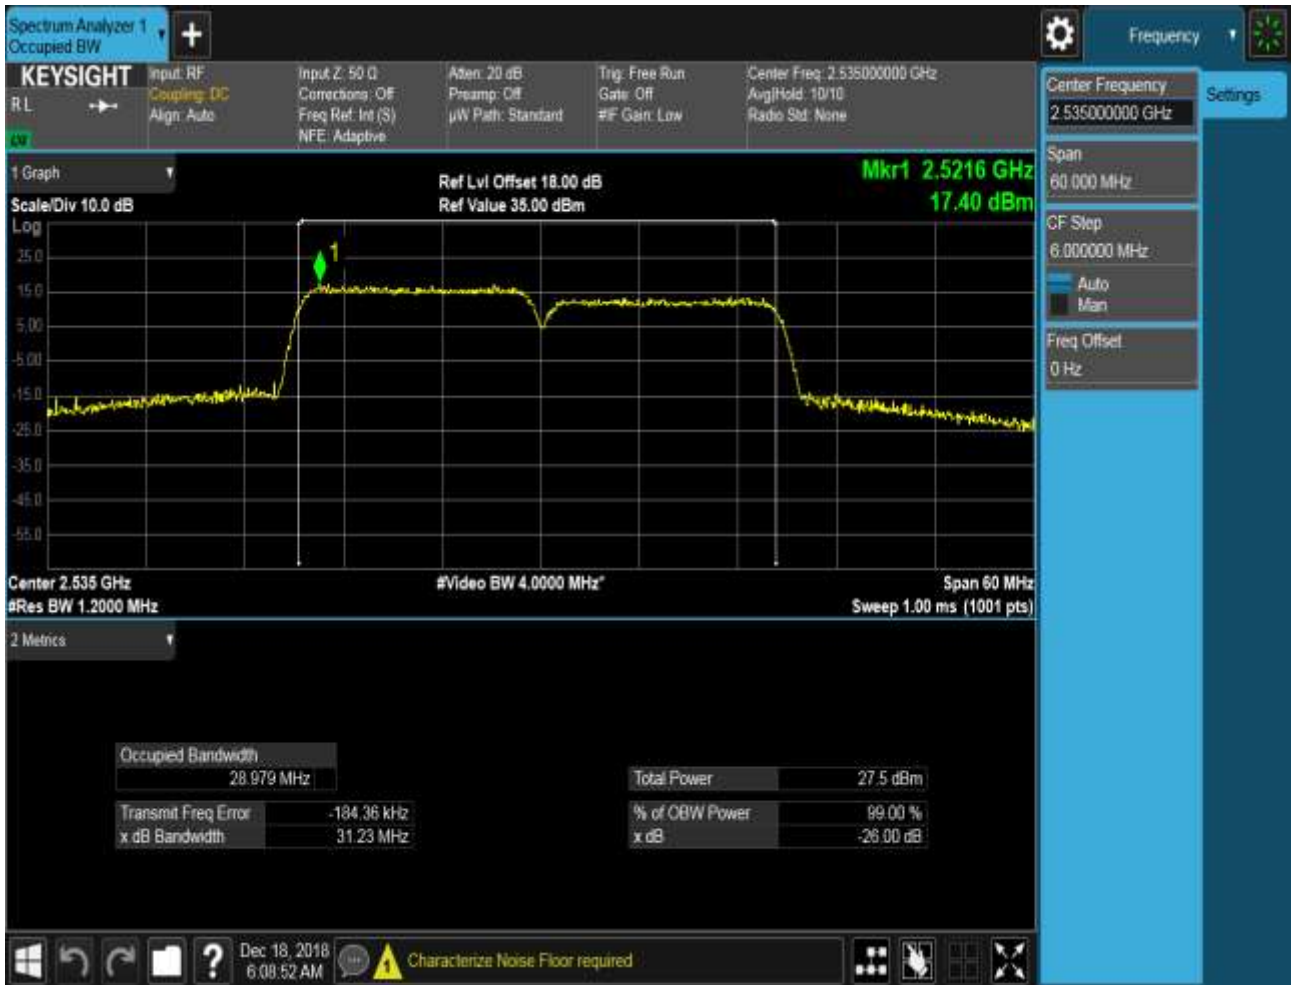 Spectrum Analyzer 1
Occupied BW
Frequency
KEYSIGHT
R L
LXI
Input: RF
Coupling: DC
Align: Auto
Input Z: 50 Ω
Corrections: Off
Freq Ref: Int (S)
NFE: Adaptive
Atten: 20 dB
Preamp: Off
µW Path: Standard
Trig: Free Run
Gate: Off
#IF Gain: Low
Center Freq: 2.535000000 GHz
Avg|Hold: 10/10
Radio Std: None
Center Frequency
2.535000000 GHz
Settings
Span
60.000 MHz
CF Step
6.000000 MHz
Auto
Man
Freq Offset
0 Hz
1 Graph
Scale/Div 10.0 dB
Ref Lvl Offset 18.00 dB
Ref Value 35.00 dBm
Mkr1 2.5216 GHz
17.40 dBm
Log
25.0
15.0
5.00
-5.00
-15.0
-25.0
-35.0
-45.0
-55.0
1
Center 2.535 GHz
#Res BW 1.2000 MHz
#Video BW 4.0000 MHz*
Span 60 MHz
Sweep 1.00 ms (1001 pts)
2 Metrics
Occupied Bandwidth
28.979 MHz
Transmit Freq Error -184.36 kHz
x dB Bandwidth 31.23 MHz
Total Power 27.5 dBm
% of OBW Power 99.00 %
x dB -26.00 dB
Dec 18, 2018
6:08:52 AM
1
Characterize Noise Floor required